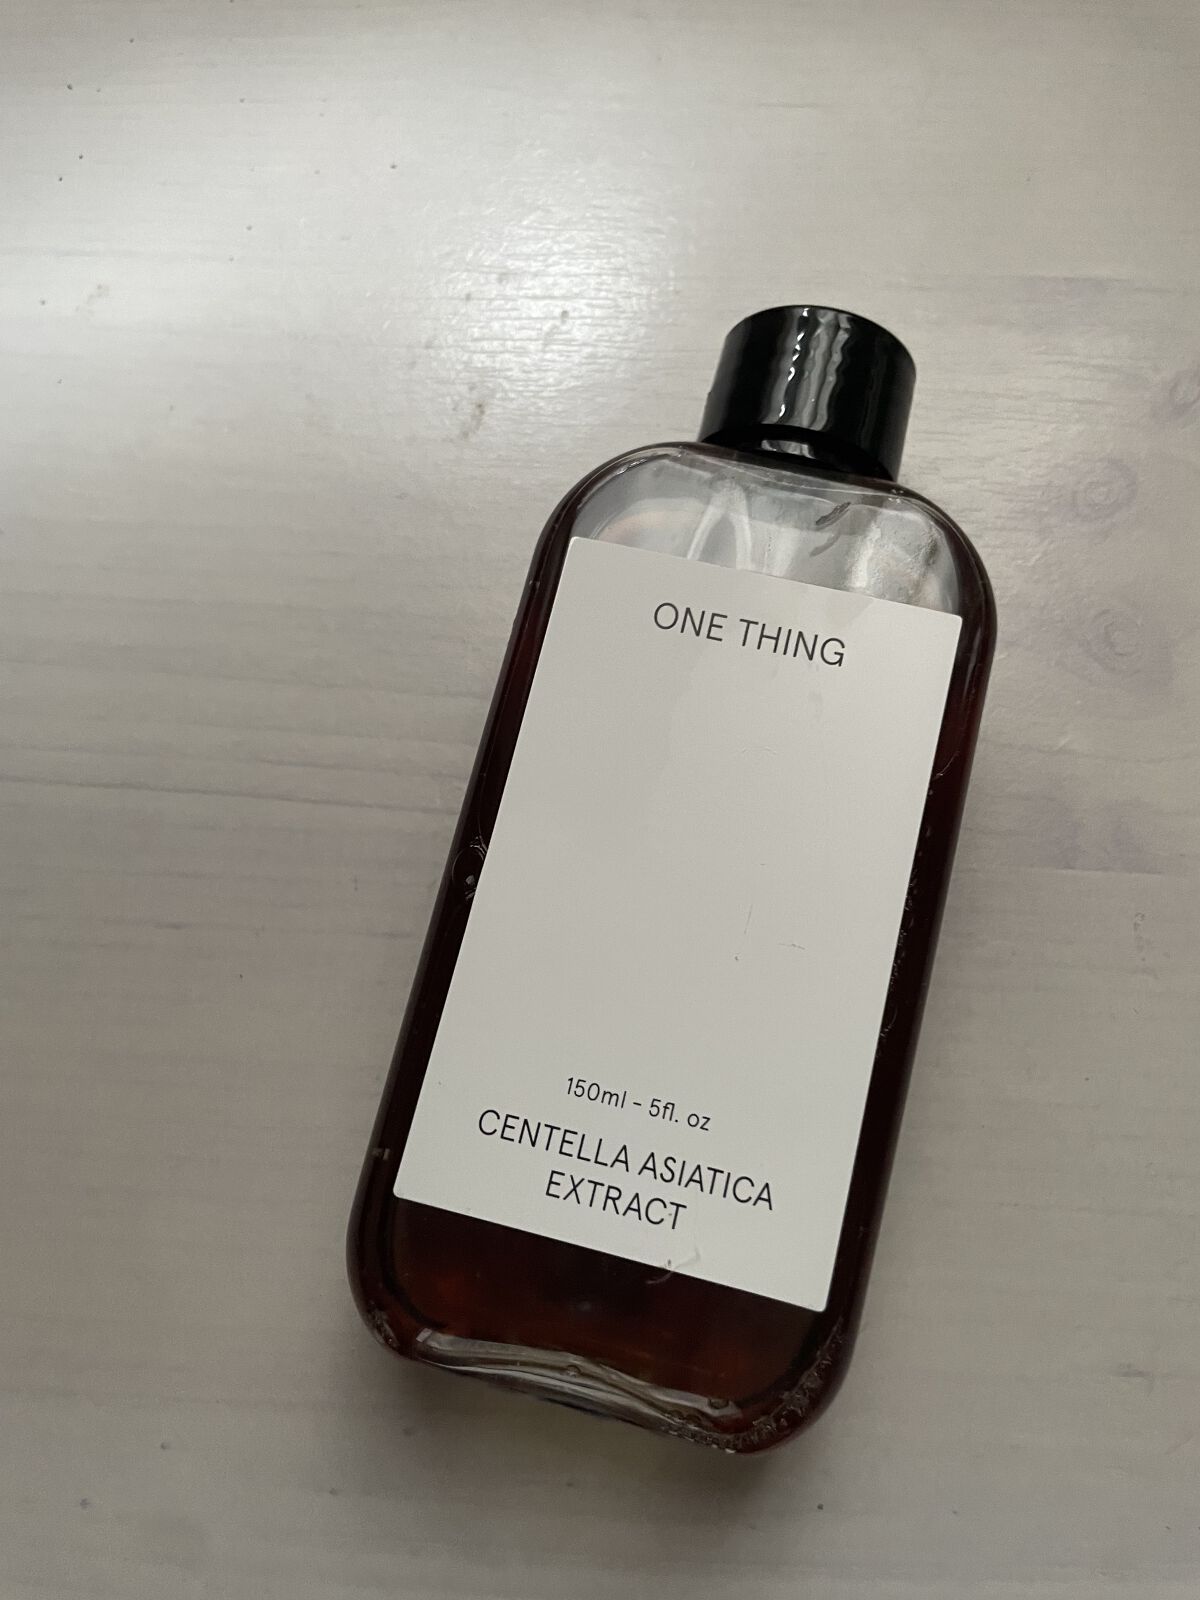 ONE THING
150ml - 5fl. oz
CENTELLA ASIATICA
EXTRACT